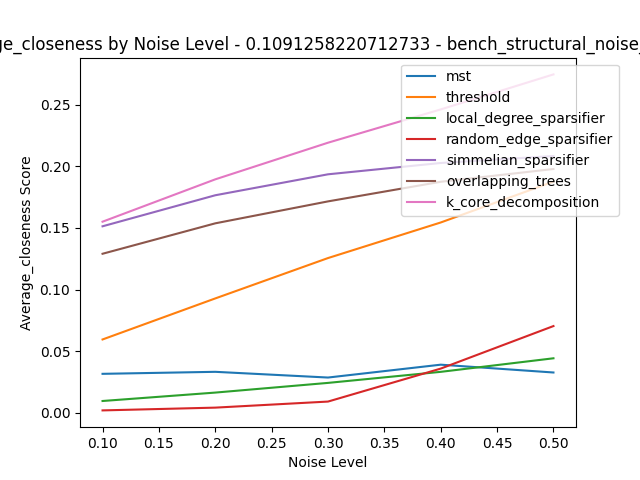 ge_closeness by Noise Level - 0.1091258220712733 - bench_structural_noise_
Average_closeness Score
0.25
0.20
0.15
0.10
0.05
0.00
mst
threshold
local_degree_sparsifier
random_edge_sparsifier
simmelian_sparsifier
overlapping_trees
k_core_decomposition
0.10 0.15 0.20 0.25 0.30 0.35 0.40 0.45 0.50
Noise Level